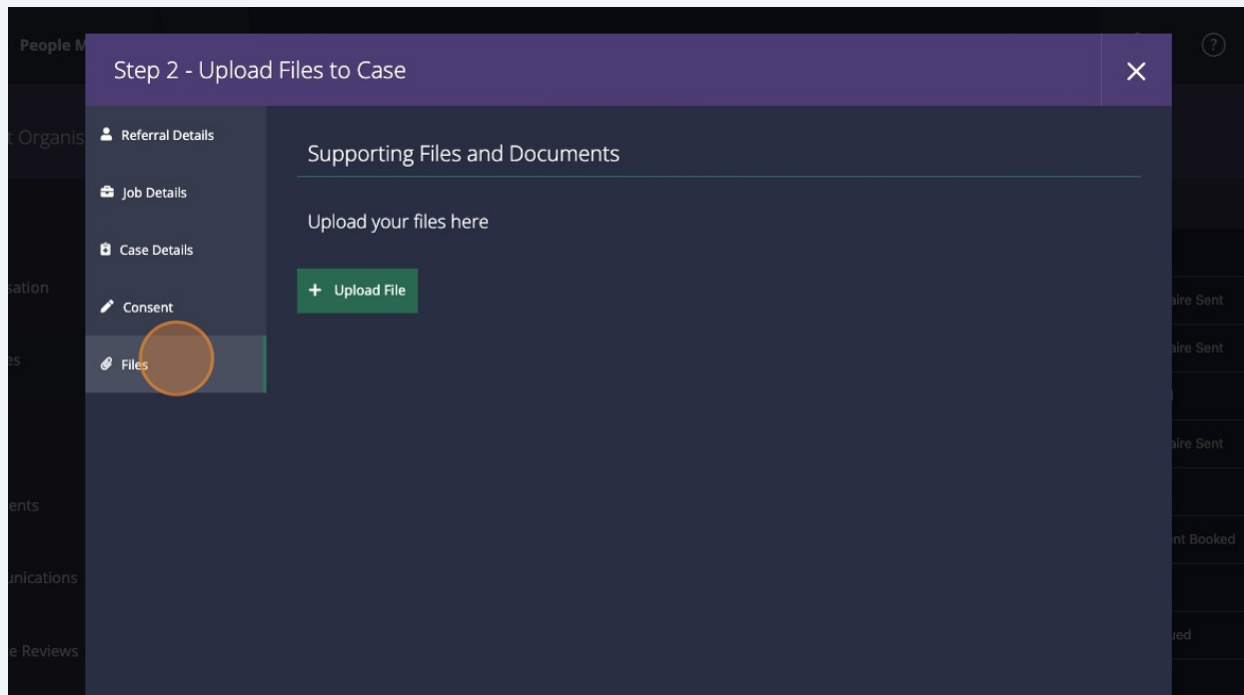 People M
?
Step 2 - Upload Files to Case
t Organis
Referral Details
Supporting Files and Documents
Job Details
Upload your files here
Case Details
sation
+ Upload File
aire Sent
Consent
es
Files
aire Sent
aire Sent
ents
nt Booked
unications
ued
e Reviews